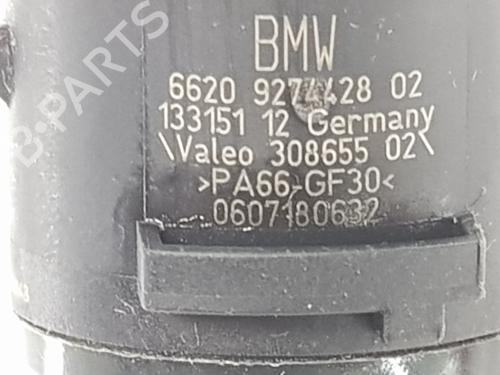 B-PARTS
BMW
6620 9274428 02
133151 12 Germany
\Valeo 308655 02\
>PA66-GF30<
0607180632